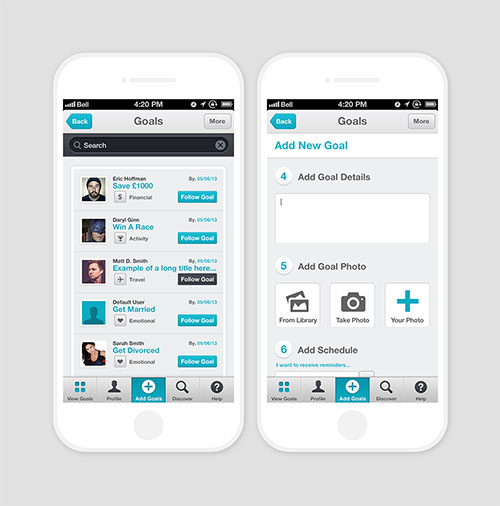 Bell 4:20 PM
Back Goals More
Search
Eric Hoffman By, 05/06/13
Save £1000
$ Financial Follow Goal
Daryl Ginn By, 05/06/13
Win A Race
Activity Follow Goal
Matt D. Smith By, 05/06/13
Example of a long title here...
Travel Follow Goal
Default User By, 05/06/13
Get Married
Emotional Follow Goal
Sarah Smith By, 05/06/13
Get Divorced
Emotional Follow Goal
View Goals Profile Add Goals Discover Help
Bell 4:20 PM
Back Goals More
Add New Goal
4 Add Goal Details
5 Add Goal Photo
From Library Take Photo Your Photo
6 Add Schedule
I want to receive reminders...
View Goals Profile Add Goals Discover Help